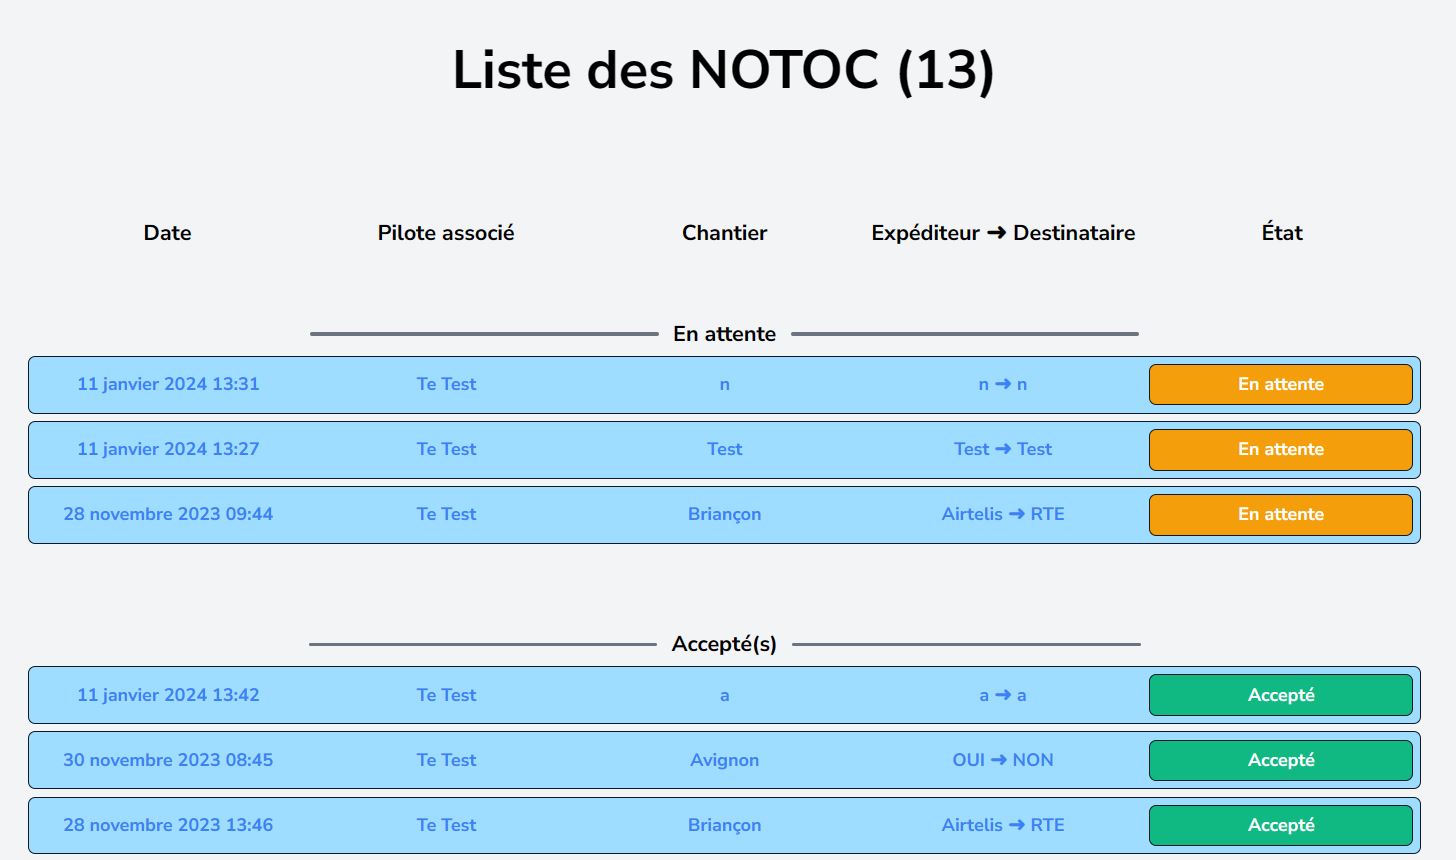 Liste des NOTOC (13)
Date Pilote associé Chantier Expéditeur ➜ Destinataire État
En attente
11 janvier 2024 13:31 Te Test n n ➜ n En attente
11 janvier 2024 13:27 Te Test Test Test ➜ Test En attente
28 novembre 2023 09:44 Te Test Briançon Airtelis ➜ RTE En attente
Accepté(s)
11 janvier 2024 13:42 Te Test a a ➜ a Accepté
30 novembre 2023 08:45 Te Test Avignon OUI ➜ NON Accepté
28 novembre 2023 13:46 Te Test Briançon Airtelis ➜ RTE Accepté